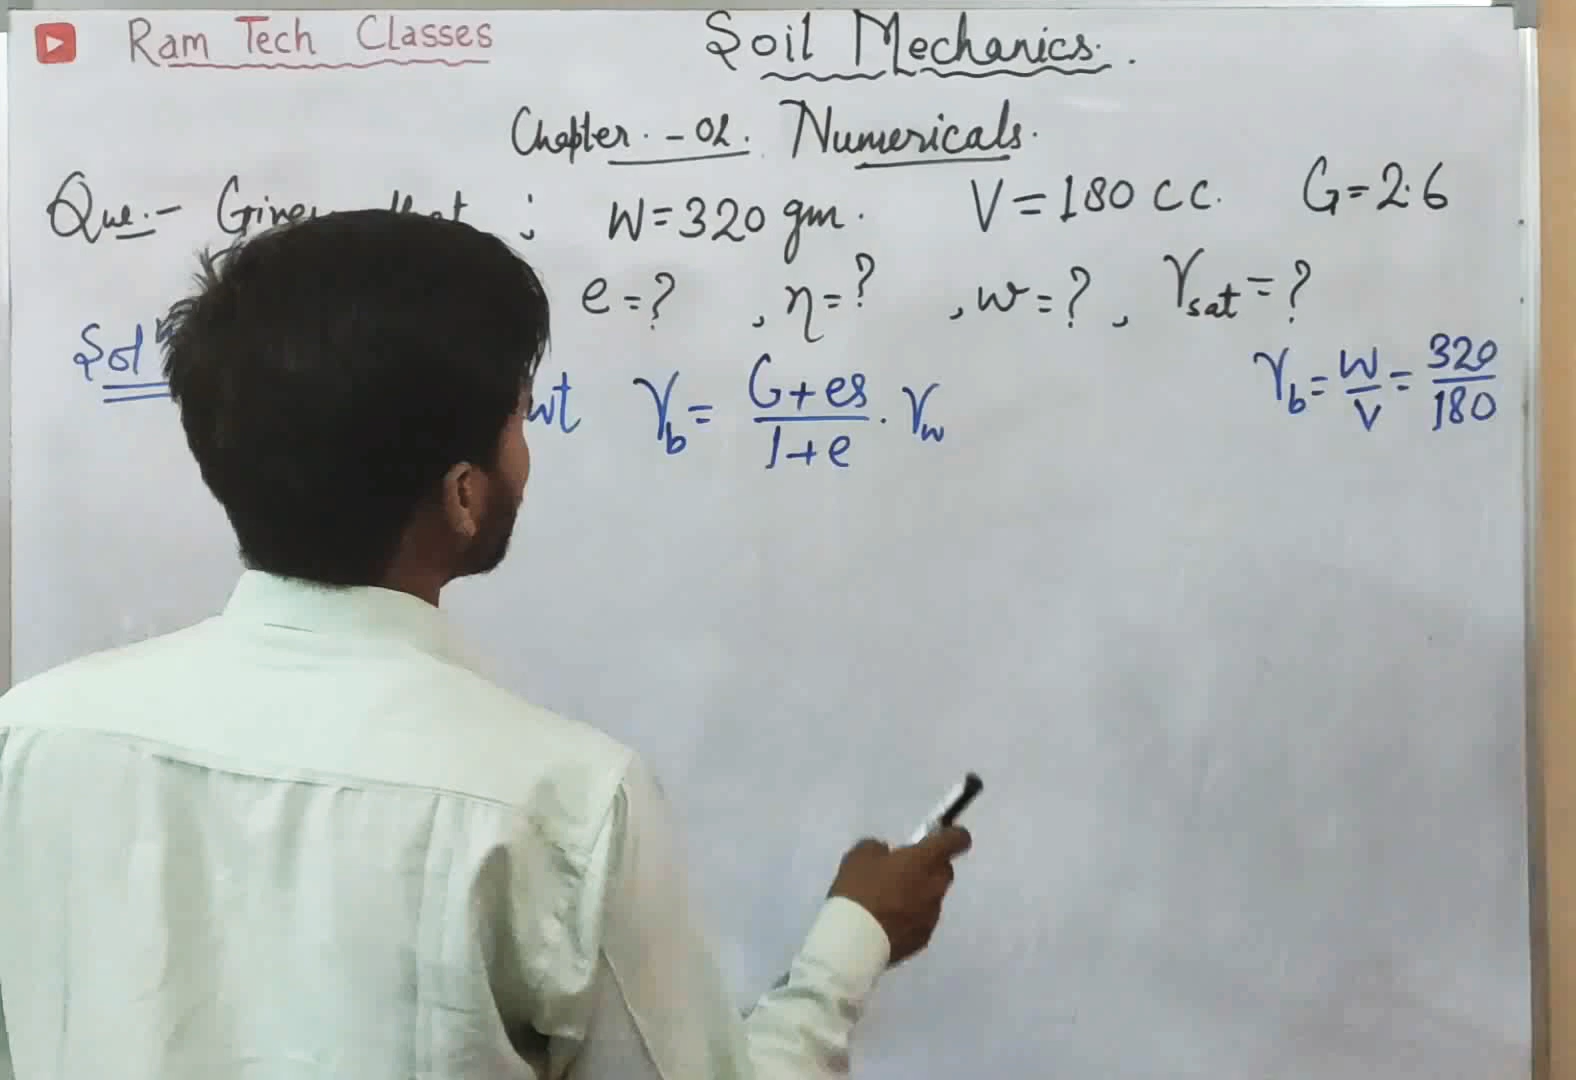 Ram Tech Classes
Soil Mechanics.
Chapter. - 02. Numericals.
Que:- Given that ; W=320 gm. V=180 CC. G=2.6
e=? , η=? , w=? , γsat=?
Solⁿ
wt γb = G+es/1+e . γw
γb = W/V = 320/180